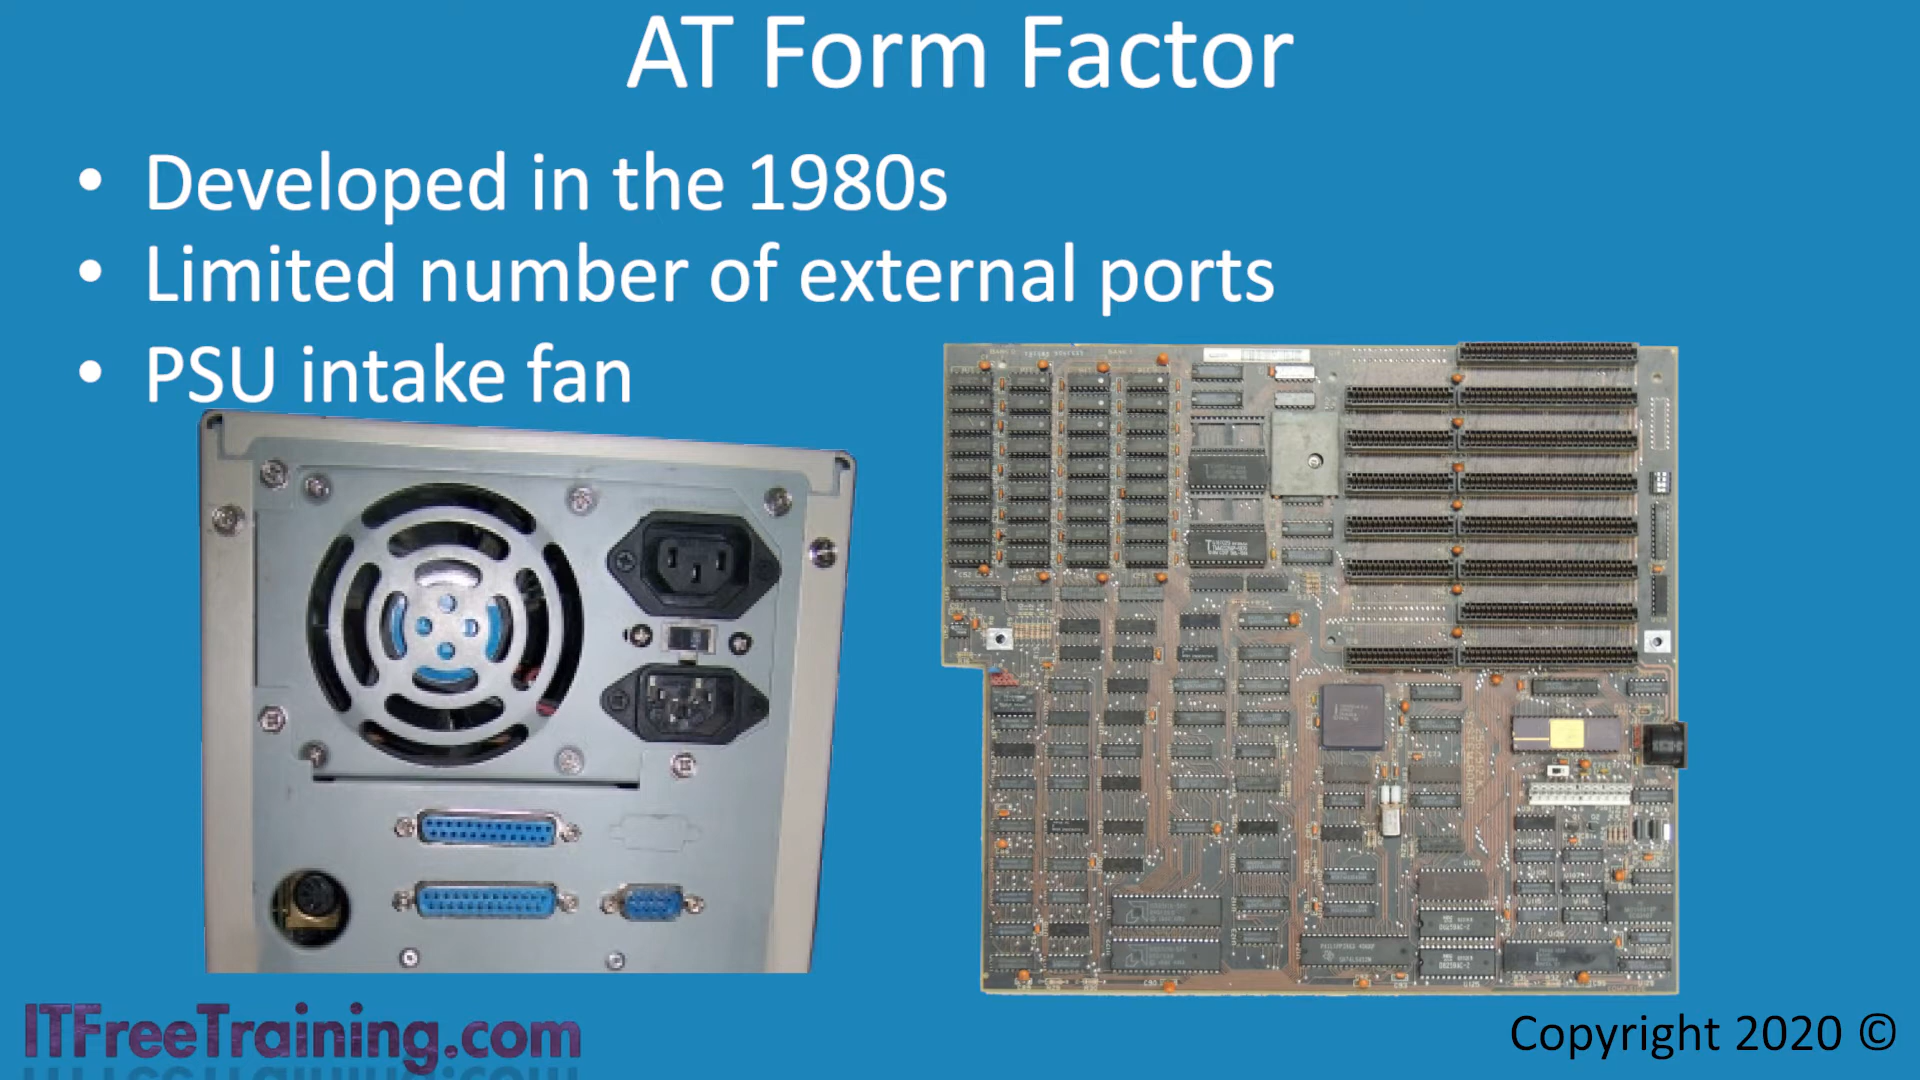 AT Form Factor
• Developed in the 1980s
• Limited number of external ports
• PSU intake fan
ITFreeTraining.com
Copyright 2020 ©